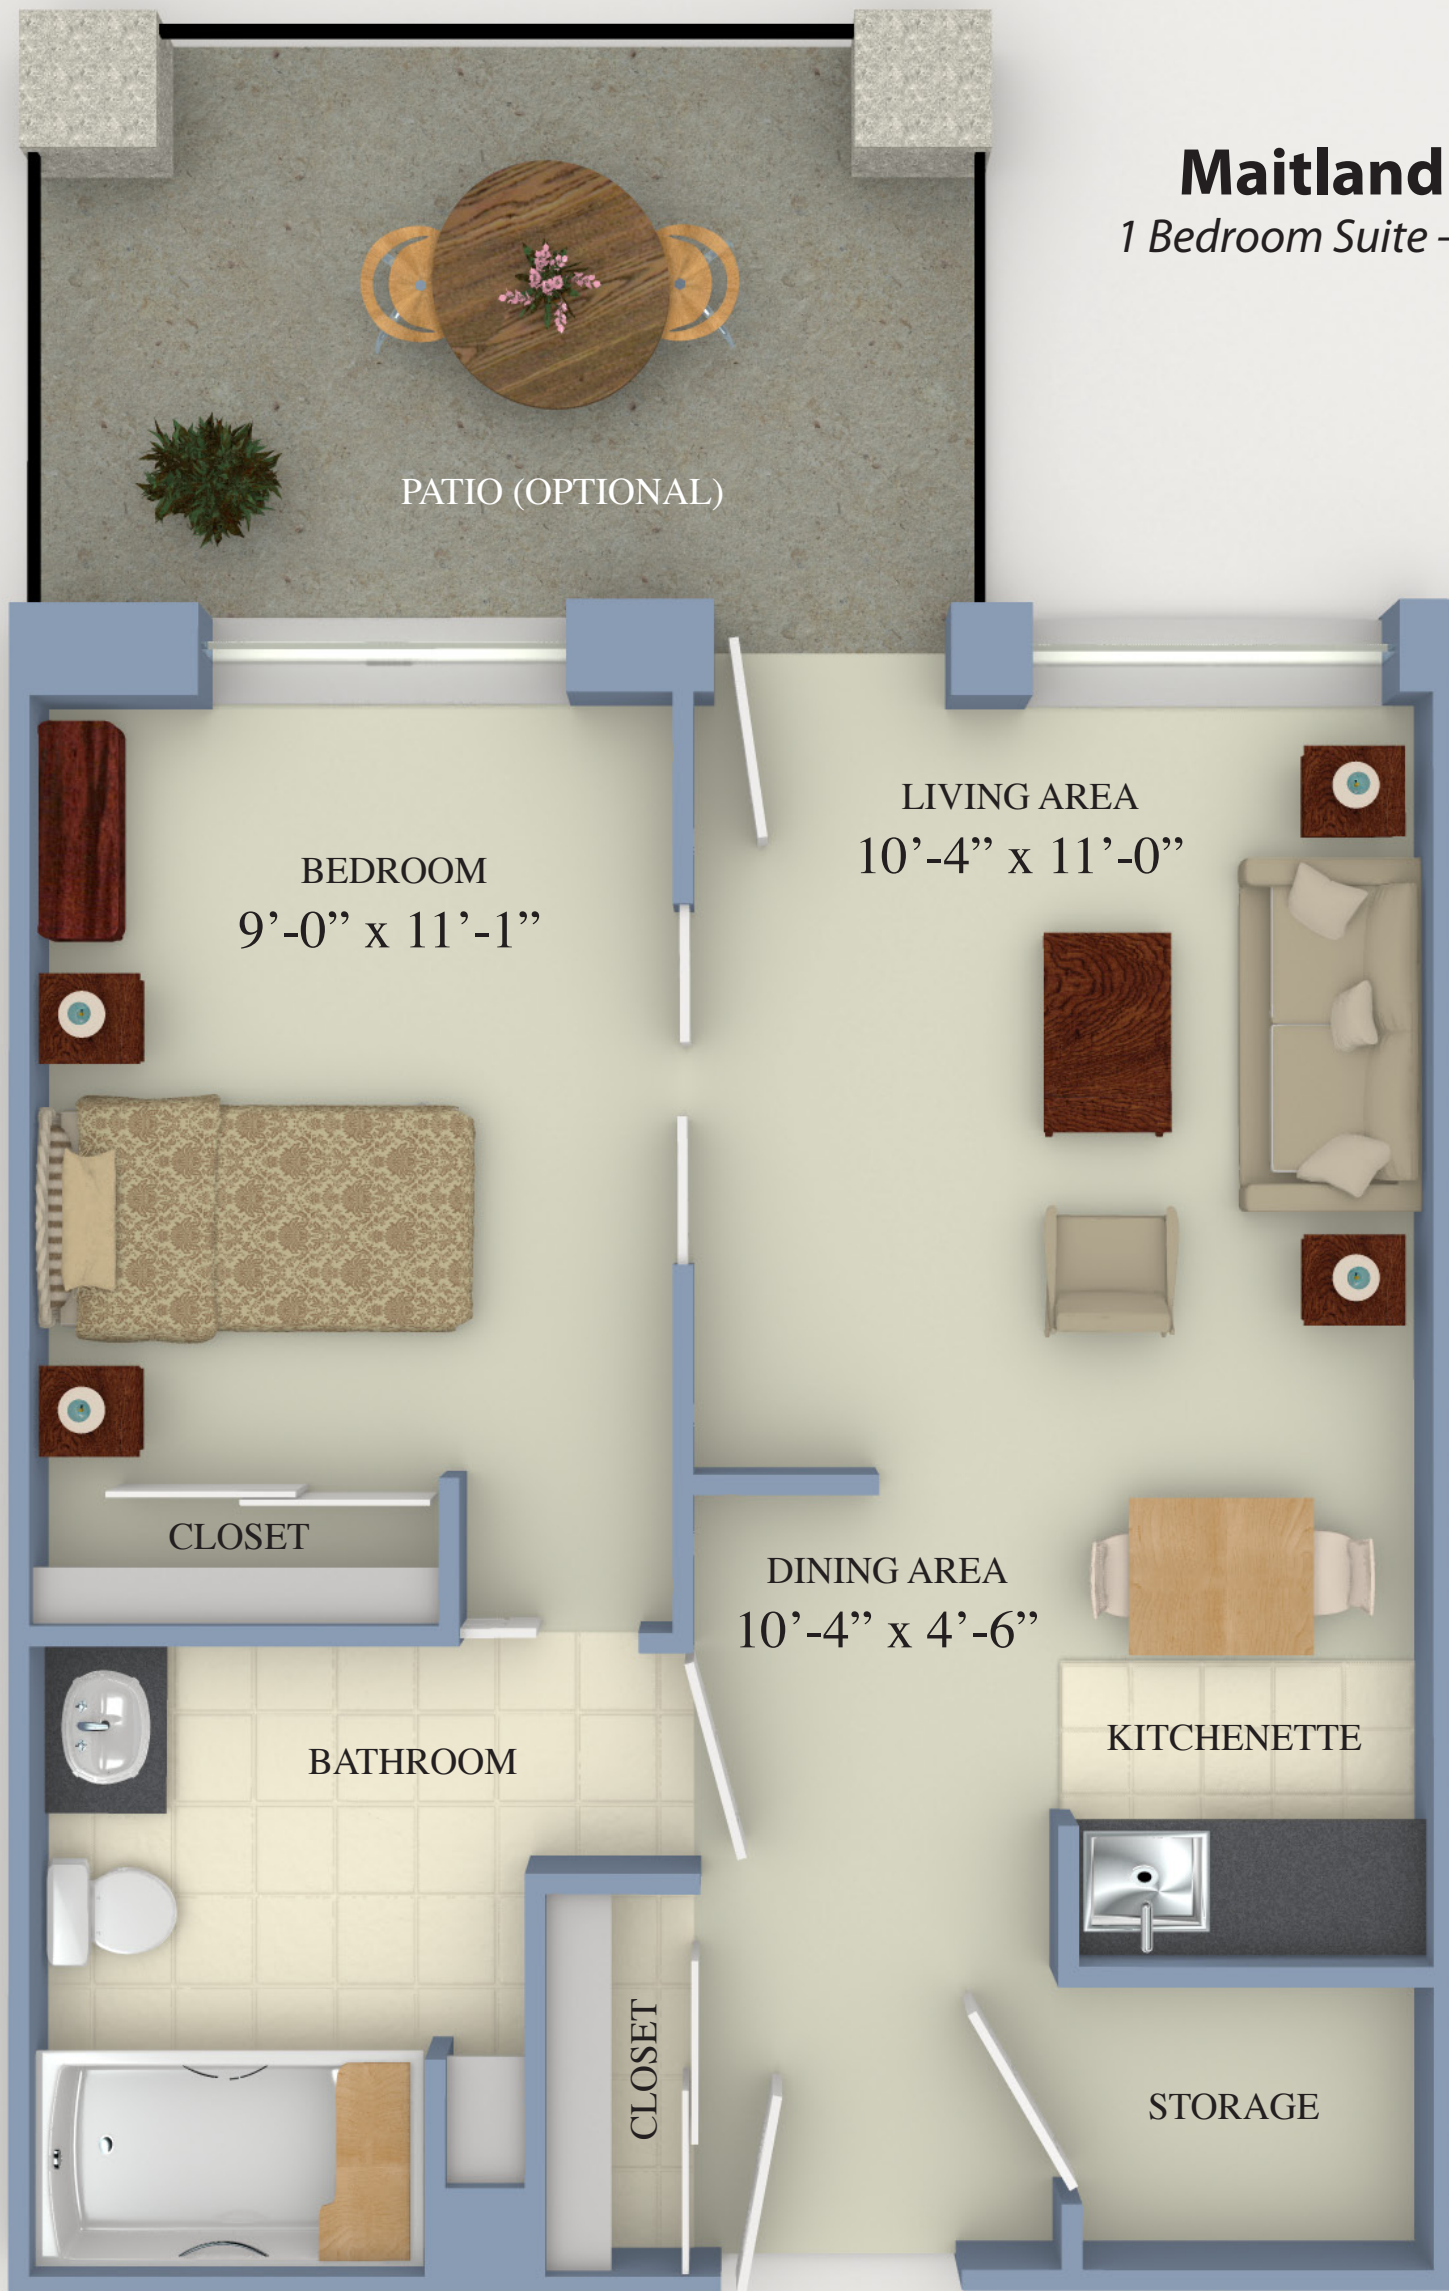 Maitland
1 Bedroom Suite -
PATIO (OPTIONAL)
LIVING AREA
10’-4” x 11’-0”
BEDROOM
9’-0” x 11’-1”
CLOSET
DINING AREA
10’-4” x 4’-6”
KITCHENETTE
BATHROOM
CLOSET
STORAGE